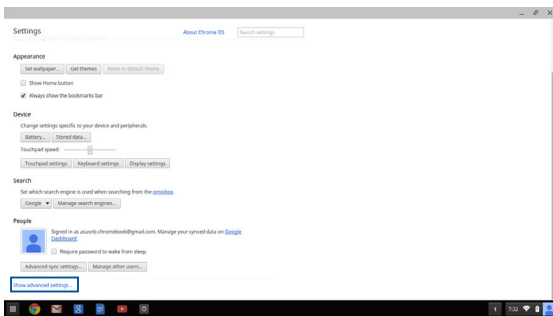 Settings
About Chrome OS
Search settings
Appearance
Set wallpaper... Get themes Reset to default theme
Show Home button
Always show the bookmarks bar
Device
Change settings specific to your device and peripherals.
Battery... Stored data...
Touchpad speed:
Touchpad settings Keyboard settings Display settings
Search
Set which search engine is used when searching from the omnibox.
Google Manage search engines...
People
Signed in as asusnb.chromebook@gmail.com. Manage your synced data on Google
Dashboard.
Require password to wake from sleep
Advanced sync settings... Manage other users...
Show advanced settings...
1 7:32